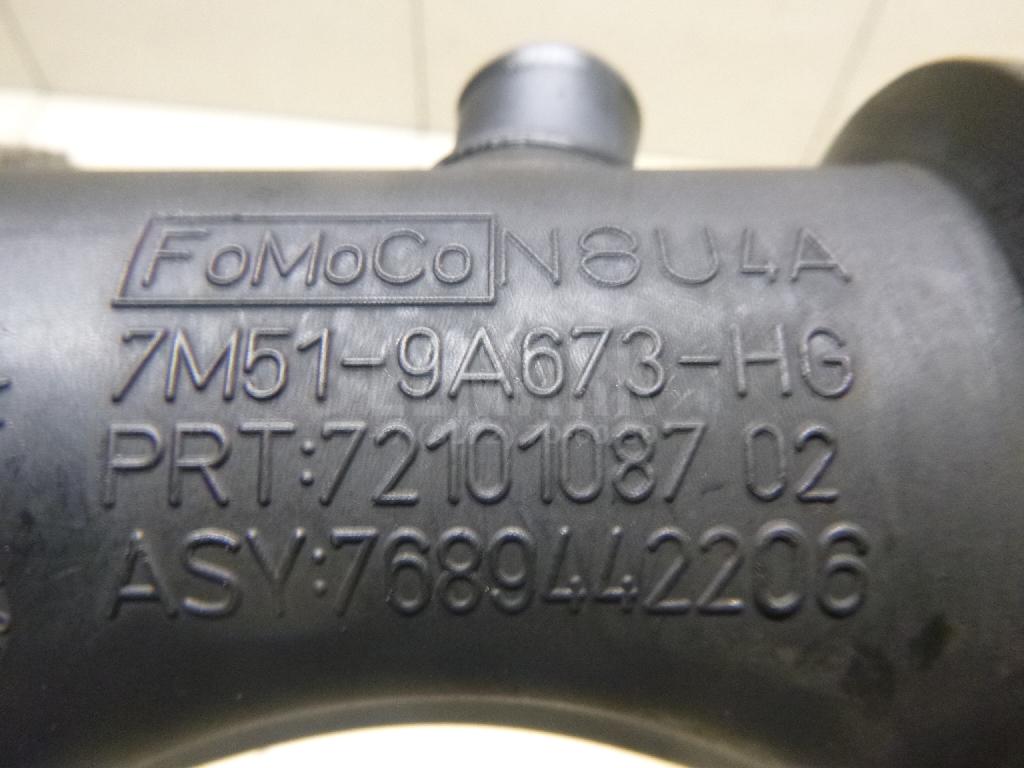 FoMoCo N8U4A
7M51-9A673-HG
PRT:72101087 02
ASY:7689442206